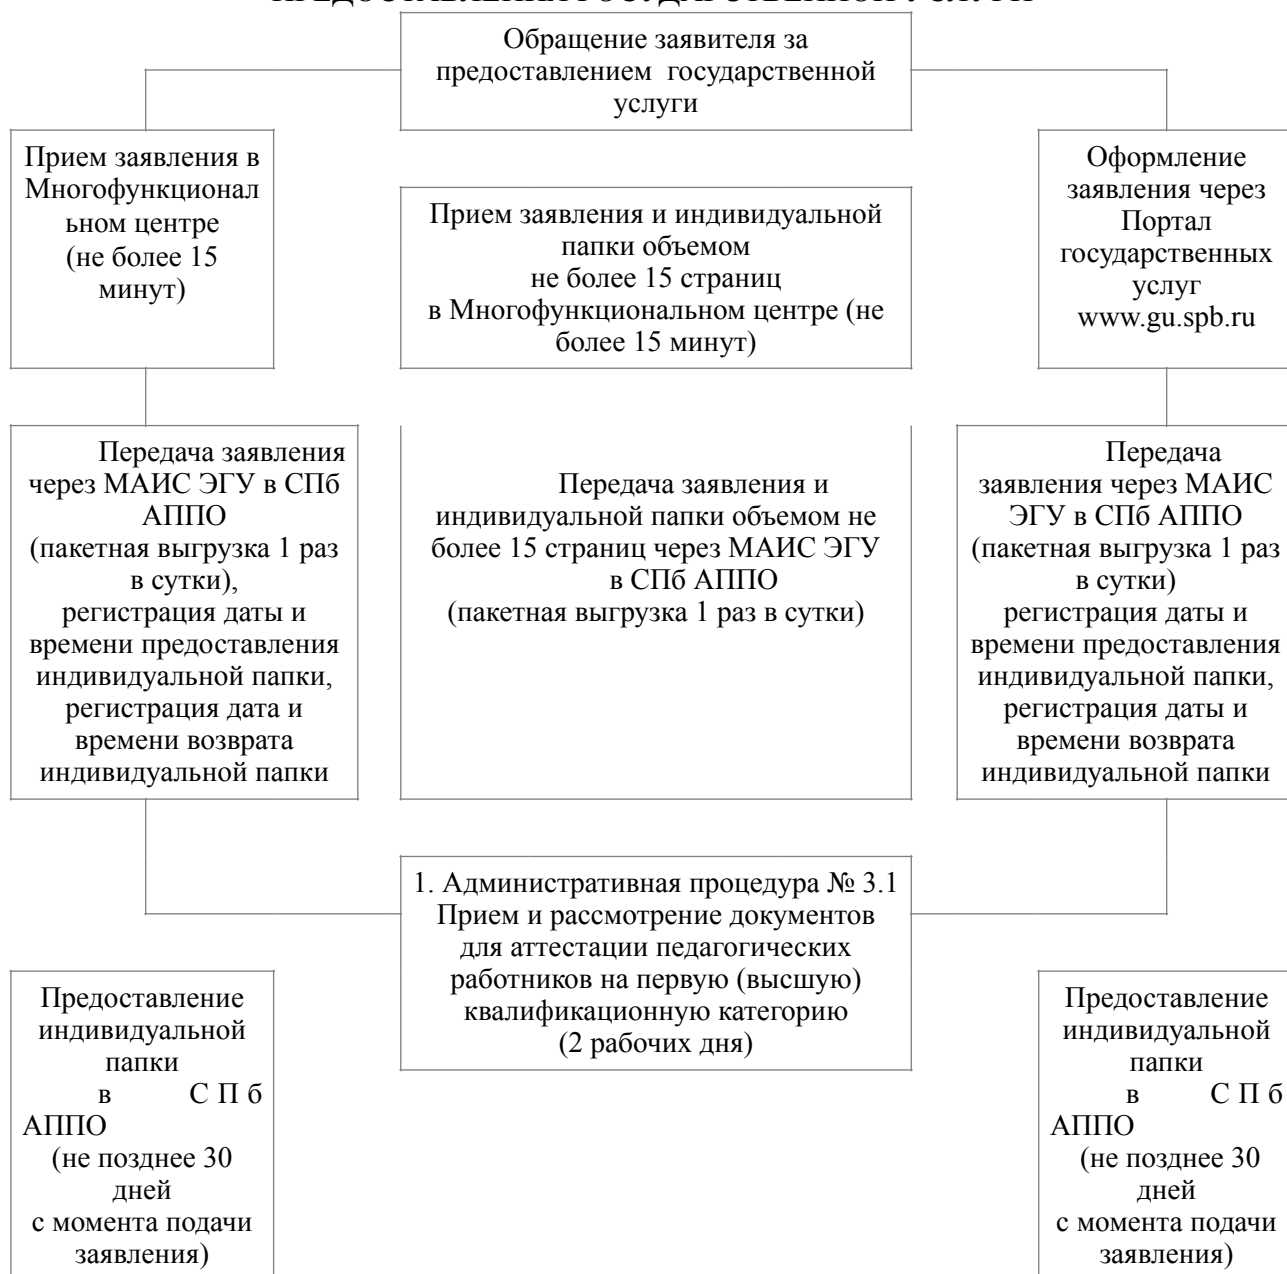 ПРЕДОСТАВЛЕНИЯ ГОСУДАРСТВЕННОЙ УСЛУГИ
Обращение заявителя за
предоставлением государственной
услуги
Прием заявления в
Многофункционал
ьном центре
(не более 15
минут)
Прием заявления и индивидуальной
папки объемом
не более 15 страниц
в Многофункциональном центре (не
более 15 минут)
Оформление
заявления через
Портал
государственных
услуг
www.gu.spb.ru
Передача заявления
через МАИС ЭГУ в СПб
АППО
(пакетная выгрузка 1 раз
в сутки),
регистрация даты и
времени предоставления
индивидуальной папки,
регистрация дата и
времени возврата
индивидуальной папки
Передача заявления и
индивидуальной папки объемом не
более 15 страниц через МАИС ЭГУ
в СПб АППО
(пакетная выгрузка 1 раз в сутки)
Передача
заявления через МАИС
ЭГУ в СПб АППО
(пакетная выгрузка 1 раз
в сутки)
регистрация даты и
времени предоставления
индивидуальной папки,
регистрация даты и
времени возврата
индивидуальной папки
1. Административная процедура № 3.1
Прием и рассмотрение документов
для аттестации педагогических
работников на первую (высшую)
квалификационную категорию
(2 рабочих дня)
Предоставление
индивидуальной
папки
в С П б
АППО
(не позднее 30
дней
с момента подачи
заявления)
Предоставление
индивидуальной
папки
в С П б
АППО
(не позднее 30
дней
с момента подачи
заявления)